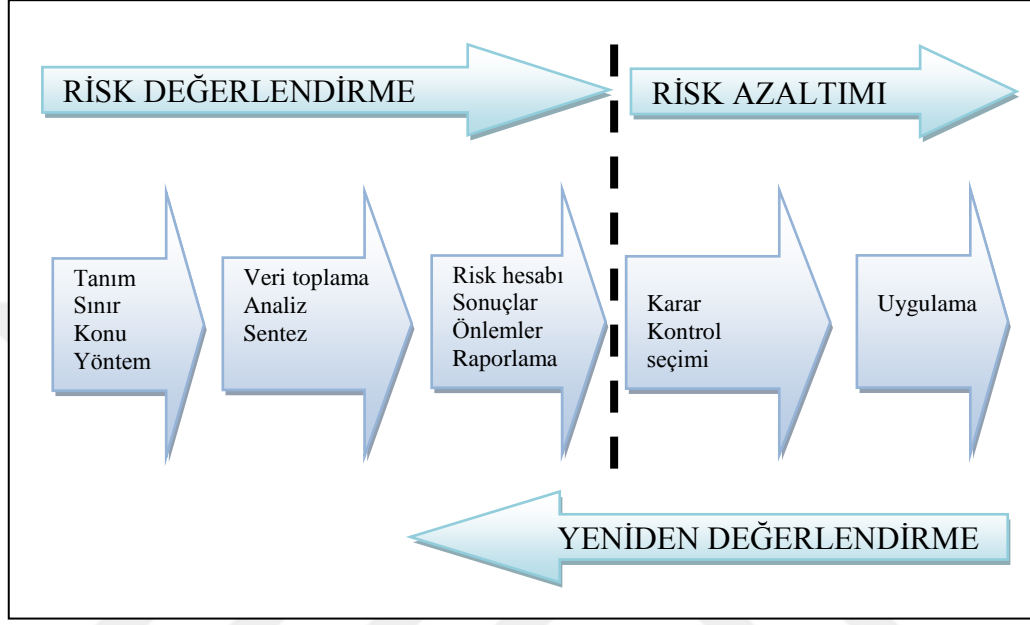 RİSK DEĞERLENDİRME
RİSK AZALTIMI
Tanım
Sınır
Konu
Yöntem
Veri toplama
Analiz
Sentez
Risk hesabı
Sonuçlar
Önlemler
Raporlama
Karar
Kontrol
seçimi
Uygulama
YENİDEN DEĞERLENDİRME